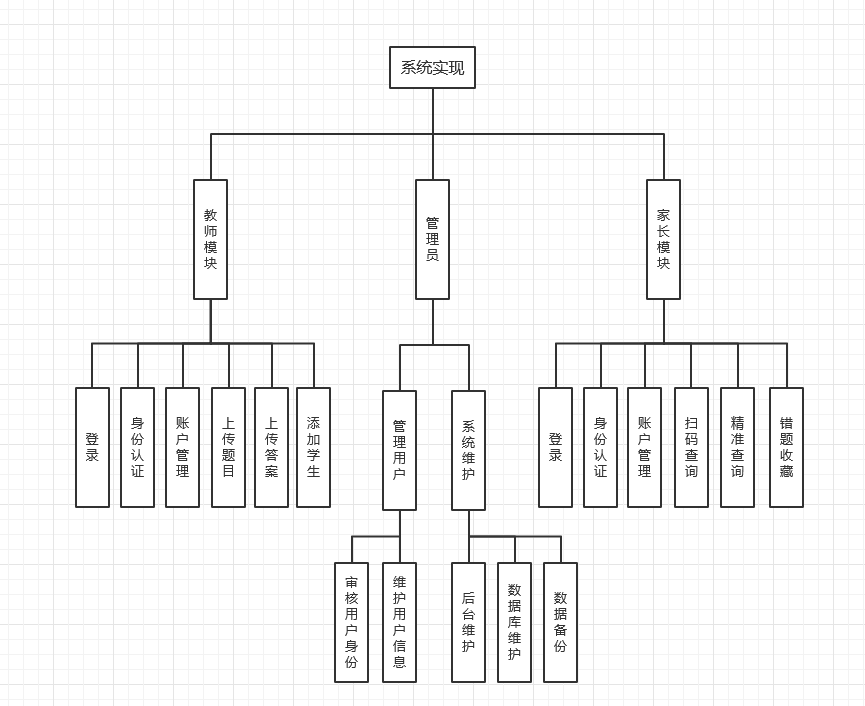 系统实现
教师模块
管理员
家长模块
登录
身份认证
账户管理
上传题目
上传答案
添加学生
管理用户
系统维护
登录
身份认证
账户管理
扫码查询
精准查询
错题收藏
审核用户身份
维护用户信息
后台维护
数据库维护
数据备份